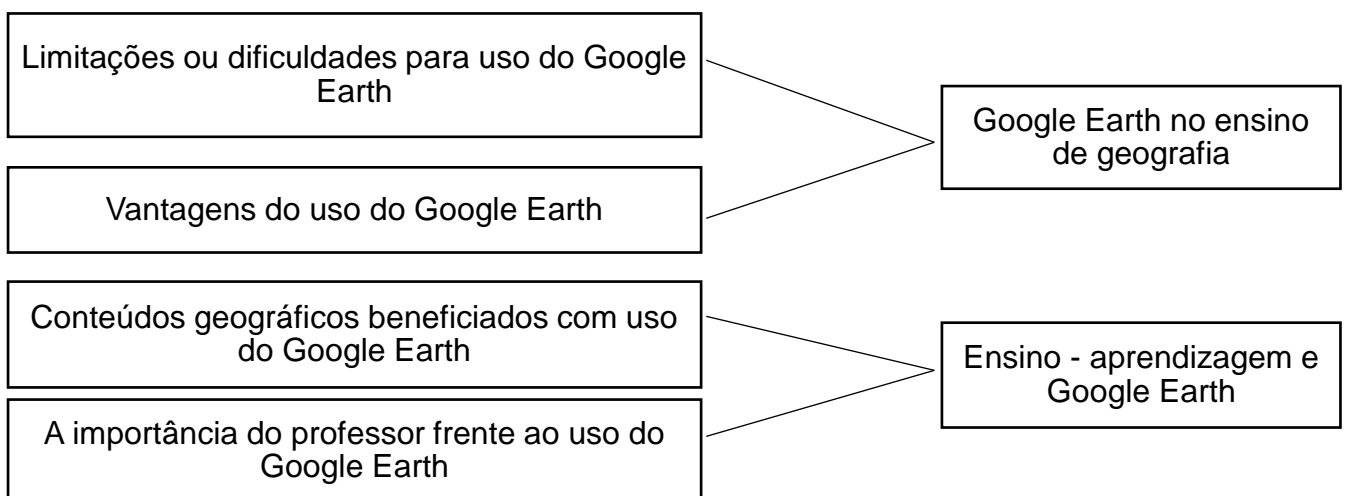 Limitações ou dificuldades para uso do Google
Earth
Vantagens do uso do Google Earth
Google Earth no ensino
de geografia
Conteúdos geográficos beneficiados com uso
do Google Earth
A importância do professor frente ao uso do
Google Earth
Ensino - aprendizagem e
Google Earth